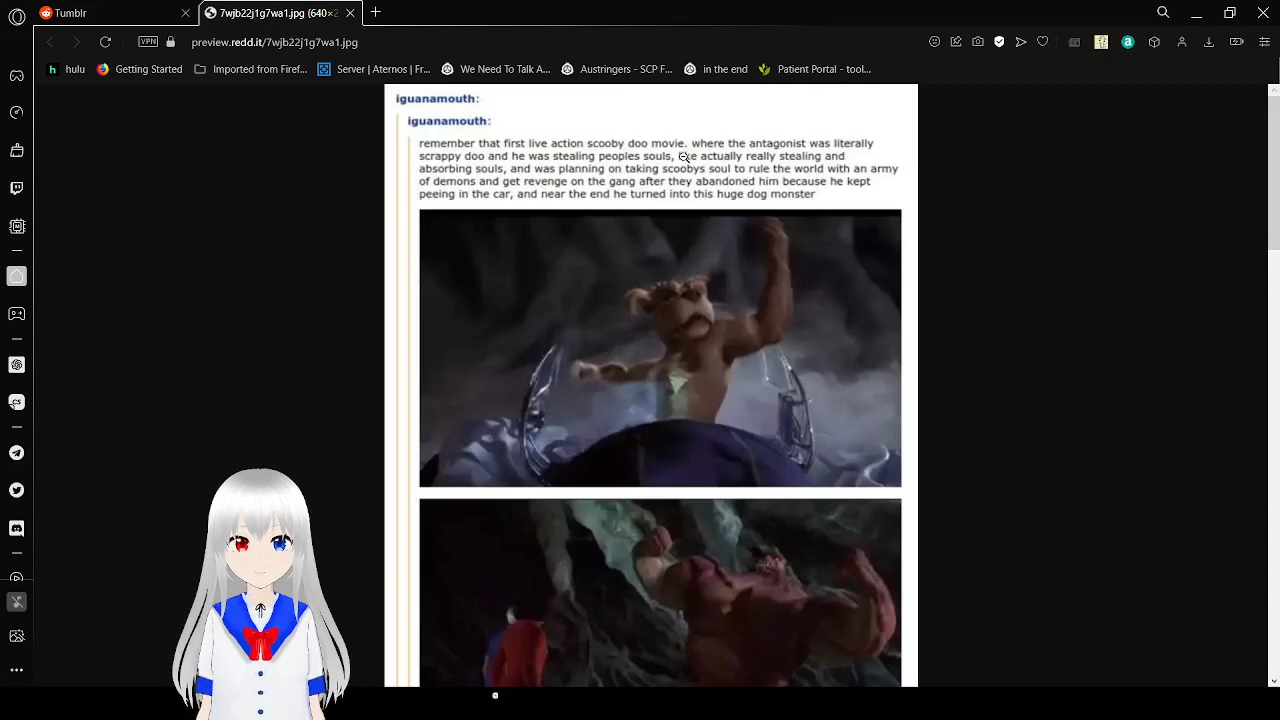 Tumblr
7wjb22j1g7wa1.jpg (640×2
VPN
preview.redd.it/7wjb22j1g7wa1.jpg
h hulu
Getting Started
Imported from Firef...
Server | Aternos | Fr...
We Need To Talk A...
Austringers - SCP F...
in the end
Patient Portal - tool...
iguanamouth:
iguanamouth:
remember that first live action scooby doo movie. where the antagonist was literally
scrappy doo and he was stealing peoples souls, actually really stealing and
absorbing souls, and was planning on taking scoobys soul to rule the world with an army
of demons and get revenge on the gang after they abandoned him because he kept
peeing in the car, and near the end he turned into this huge dog monster